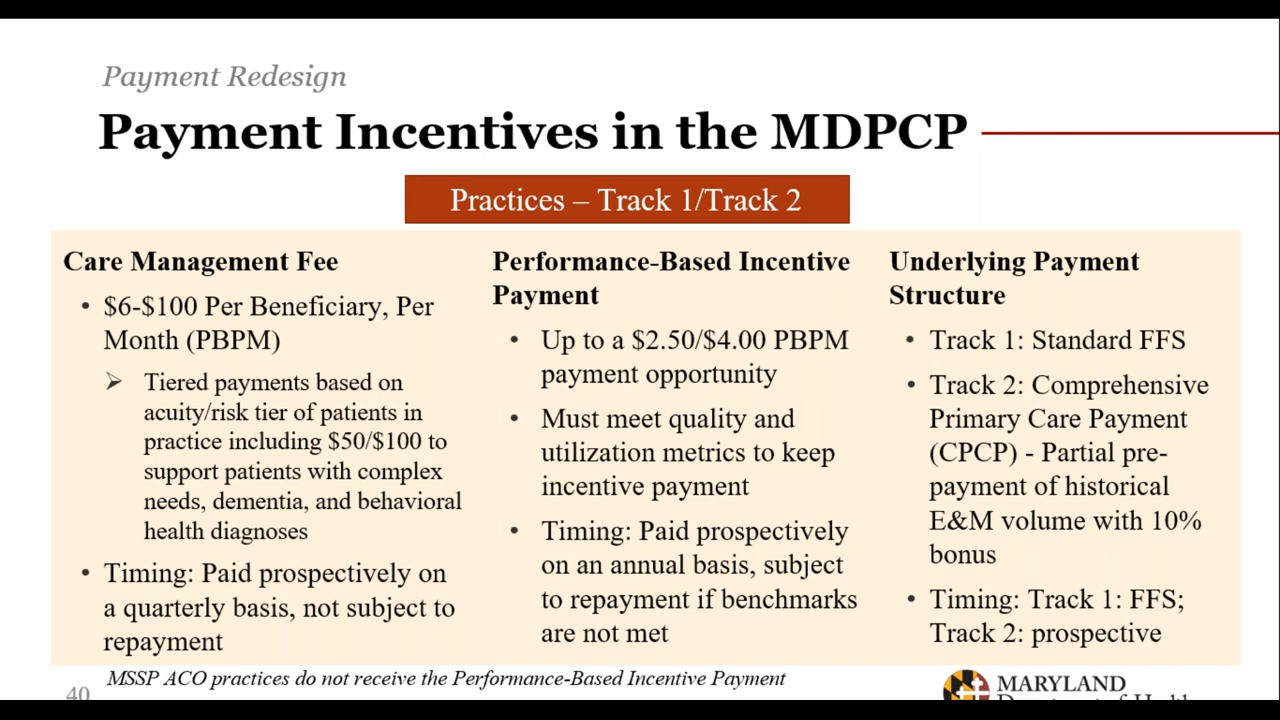 Payment Redesign
Payment Incentives in the MDPCP
Practices – Track 1/Track 2
Care Management Fee
• $6-$100 Per Beneficiary, Per
Month (PBPM)
➢ Tiered payments based on
acuity/risk tier of patients in
practice including $50/$100 to
support patients with complex
needs, dementia, and behavioral
health diagnoses
• Timing: Paid prospectively on
a quarterly basis, not subject to
repayment
Performance-Based Incentive
Payment
• Up to a $2.50/$4.00 PBPM
payment opportunity
• Must meet quality and
utilization metrics to keep
incentive payment
• Timing: Paid prospectively
on an annual basis, subject
to repayment if benchmarks
are not met
Underlying Payment
Structure
• Track 1: Standard FFS
• Track 2: Comprehensive
Primary Care Payment
(CPCP) - Partial pre-
payment of historical
E&M volume with 10%
bonus
• Timing: Track 1: FFS;
Track 2: prospective
MSSP ACO practices do not receive the Performance-Based Incentive Payment
40
MARYLAND